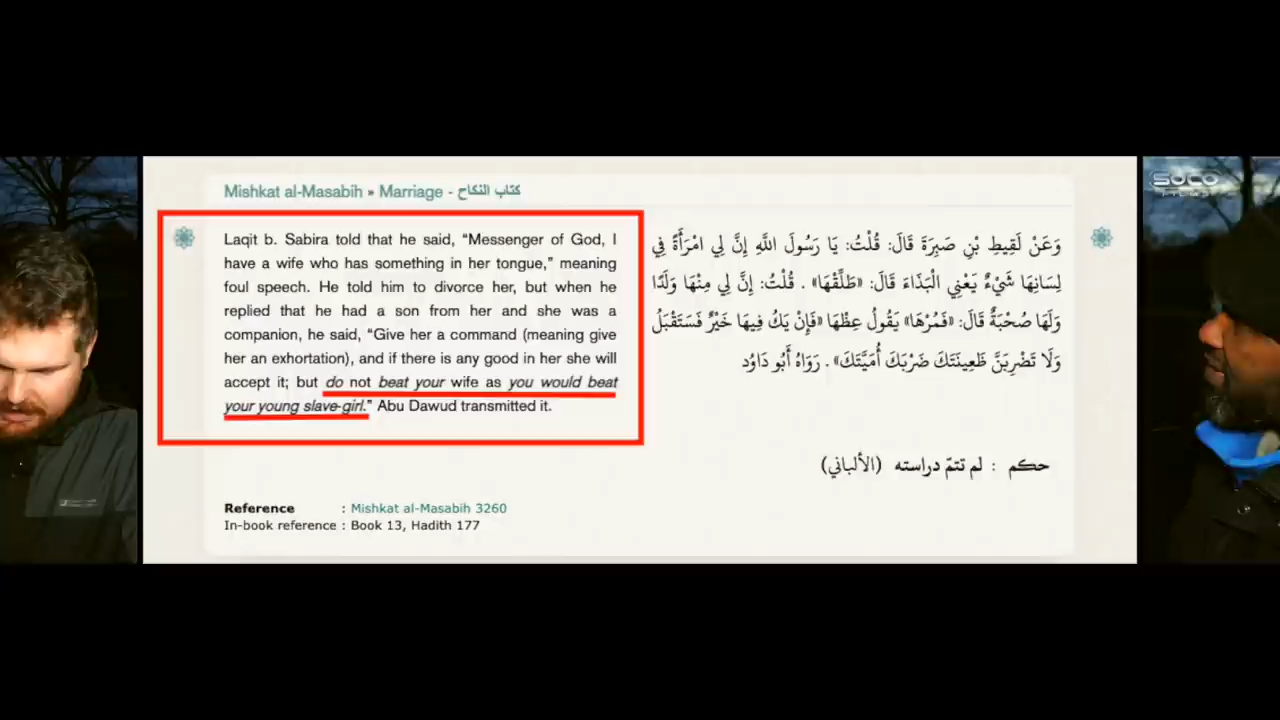 SOCO
Mishkat al-Masabih » Marriage - كتاب النكاح
Laqit b. Sabira told that he said, “Messenger of God, I
have a wife who has something in her tongue,” meaning
foul speech. He told him to divorce her, but when he
replied that he had a son from her and she was a
companion, he said, “Give her a command (meaning give
her an exhortation), and if there is any good in her she will
accept it; but do not beat your wife as you would beat
your young slave-girl.” Abu Dawud transmitted it.
وَعَنْ لَقِيطِ بْنِ صَبِرَةَ قَالَ: قُلْتُ: يَا رَسُولَ اللَّهِ إِنَّ لِي امْرَأَةً فِي
لِسَانِهَا شَيْءٌ يَعْنِي الْبَذَاءَ قَالَ: «طَلِّقْهَا» . قُلْتُ: إِنَّ لِي مِنْهَا وَلَدًا
وَلَهَا صُحْبَةٌ قَالَ: «فَمُرْهَا» يَقُولُ عِظْهَا «فَإِنْ يَكُ فِيهَا خَيْرٌ فَسَتَقْبَلُ
وَلَا تَضْرِبَنَّ ظَعِينَتَكَ ضَرْبَكَ أُمَيَّتَكَ» . رَوَاهُ أَبُو دَاوُد
حكم : لم تتمّ دراسته (الألباني)
Reference : Mishkat al-Masabih 3260
In-book reference : Book 13, Hadith 177